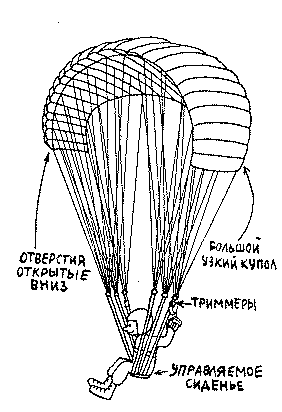 ОТВЕРСТИЯ
ОТКРЫТЫЕ
ВНИЗ
БОЛЬШОЙ
УЗКИЙ КУПОЛ
ТРИММЕРЫ
УПРАВЛЯЕМОЕ
СИДЕНЬЕ